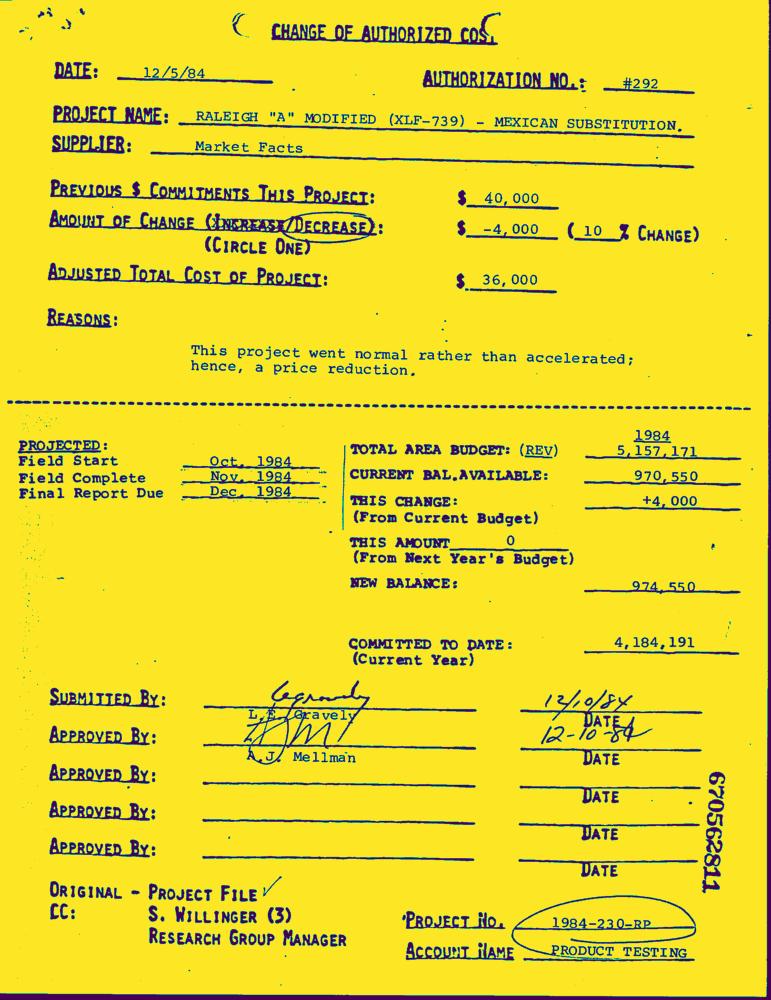 CHANGE OF AUTHORIZED COS
DATE: 12/5/84 AUTHORIZATION NO.: #292
PROJECT NAME: RALEIGH "A" MODIFIED (XLF-739) - MEXICAN SUBSTITUTION.
SUPPLIER: Market Facts
PREVIOUS $ COMMITMENTS THIS PROJECT: $ 40,000
AMOUNT OF CHANGE (INCREASE/DECREASE): $ -4,000 ( 10 % CHANGE)
(CIRCLE ONE)
ADJUSTED TOTAL COST OF PROJECT: $ 36,000
REASONS:
This project went normal rather than accelerated;
hence, a price reduction.
1984
PROJECTED: TOTAL AREA BUDGET: (REV) 5,157,171
Field Start Oct. 1984
Field Complete Nov. 1984 CURRENT BAL.AVAILABLE: 970,550
Final Report Due Dec. 1984
THIS CHANGE: +4,000
(From Current Budget)
THIS AMOUNT 0
(From Next Year's Budget)
NEW BALANCE: 974,550
COMMITTED TO DATE: 4,184,191
(Current Year)
SUBMITTED BY: 12/10/84
L.E. Gravely DATE
APPROVED BY: 12-10-84
A.J. Mellman DATE
APPROVED BY:
DATE
APPROVED BY:
DATE
APPROVED BY:
DATE
670562811
ORIGINAL - PROJECT FILE ✓
CC: S. WILLINGER (3)
RESEARCH GROUP MANAGER
PROJECT NO. 1984-230-RP
ACCOUNT NAME PRODUCT TESTING